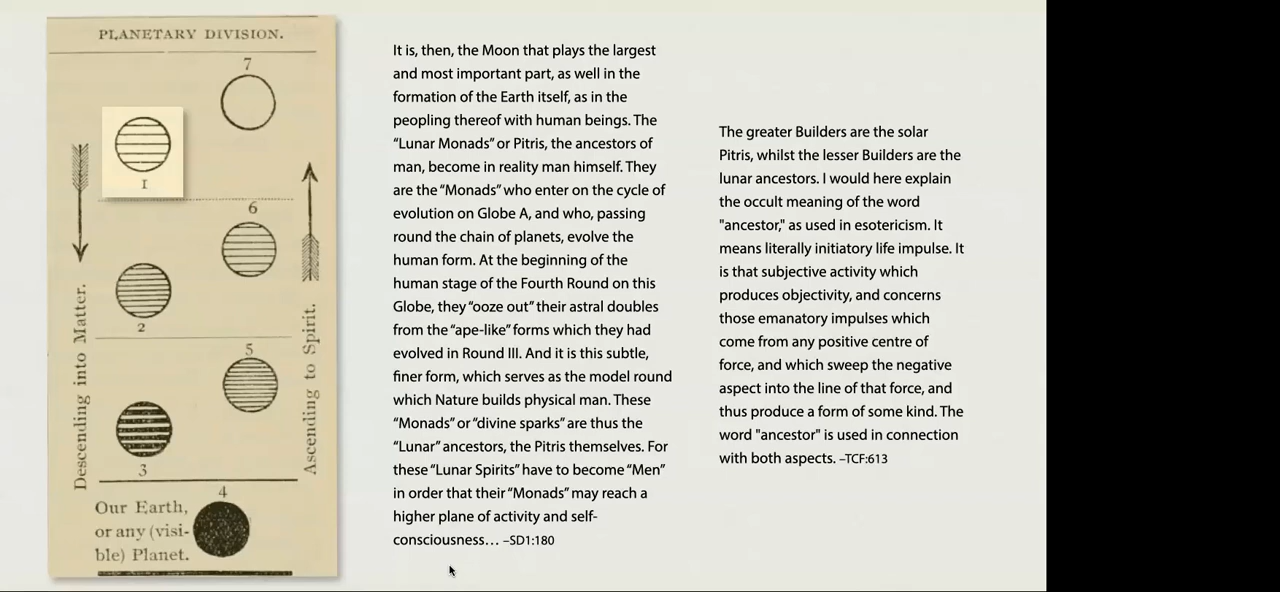 PLANETARY DIVISION.
7
1
6
2
5
3
4
Descending into Matter.
Ascending to Spirit.
Our Earth,
or any (visi-
ble) Planet.
It is, then, the Moon that plays the largest
and most important part, as well in the
formation of the Earth itself, as in the
peopling thereof with human beings. The
“Lunar Monads” or Pitris, the ancestors of
man, become in reality man himself. They
are the “Monads” who enter on the cycle of
evolution on Globe A, and who, passing
round the chain of planets, evolve the
human form. At the beginning of the
human stage of the Fourth Round on this
Globe, they “ooze out” their astral doubles
from the “ape-like” forms which they had
evolved in Round III. And it is this subtle,
finer form, which serves as the model round
which Nature builds physical man. These
“Monads” or “divine sparks” are thus the
“Lunar” ancestors, the Pitris themselves. For
these “Lunar Spirits” have to become “Men”
in order that their “Monads” may reach a
higher plane of activity and self-
consciousness… –SD1:180
The greater Builders are the solar
Pitris, whilst the lesser Builders are the
lunar ancestors. I would here explain
the occult meaning of the word
"ancestor," as used in esotericism. It
means literally initiatory life impulse. It
is that subjective activity which
produces objectivity, and concerns
those emanatory impulses which
come from any positive centre of
force, and which sweep the negative
aspect into the line of that force, and
thus produce a form of some kind. The
word "ancestor" is used in connection
with both aspects. –TCF:613